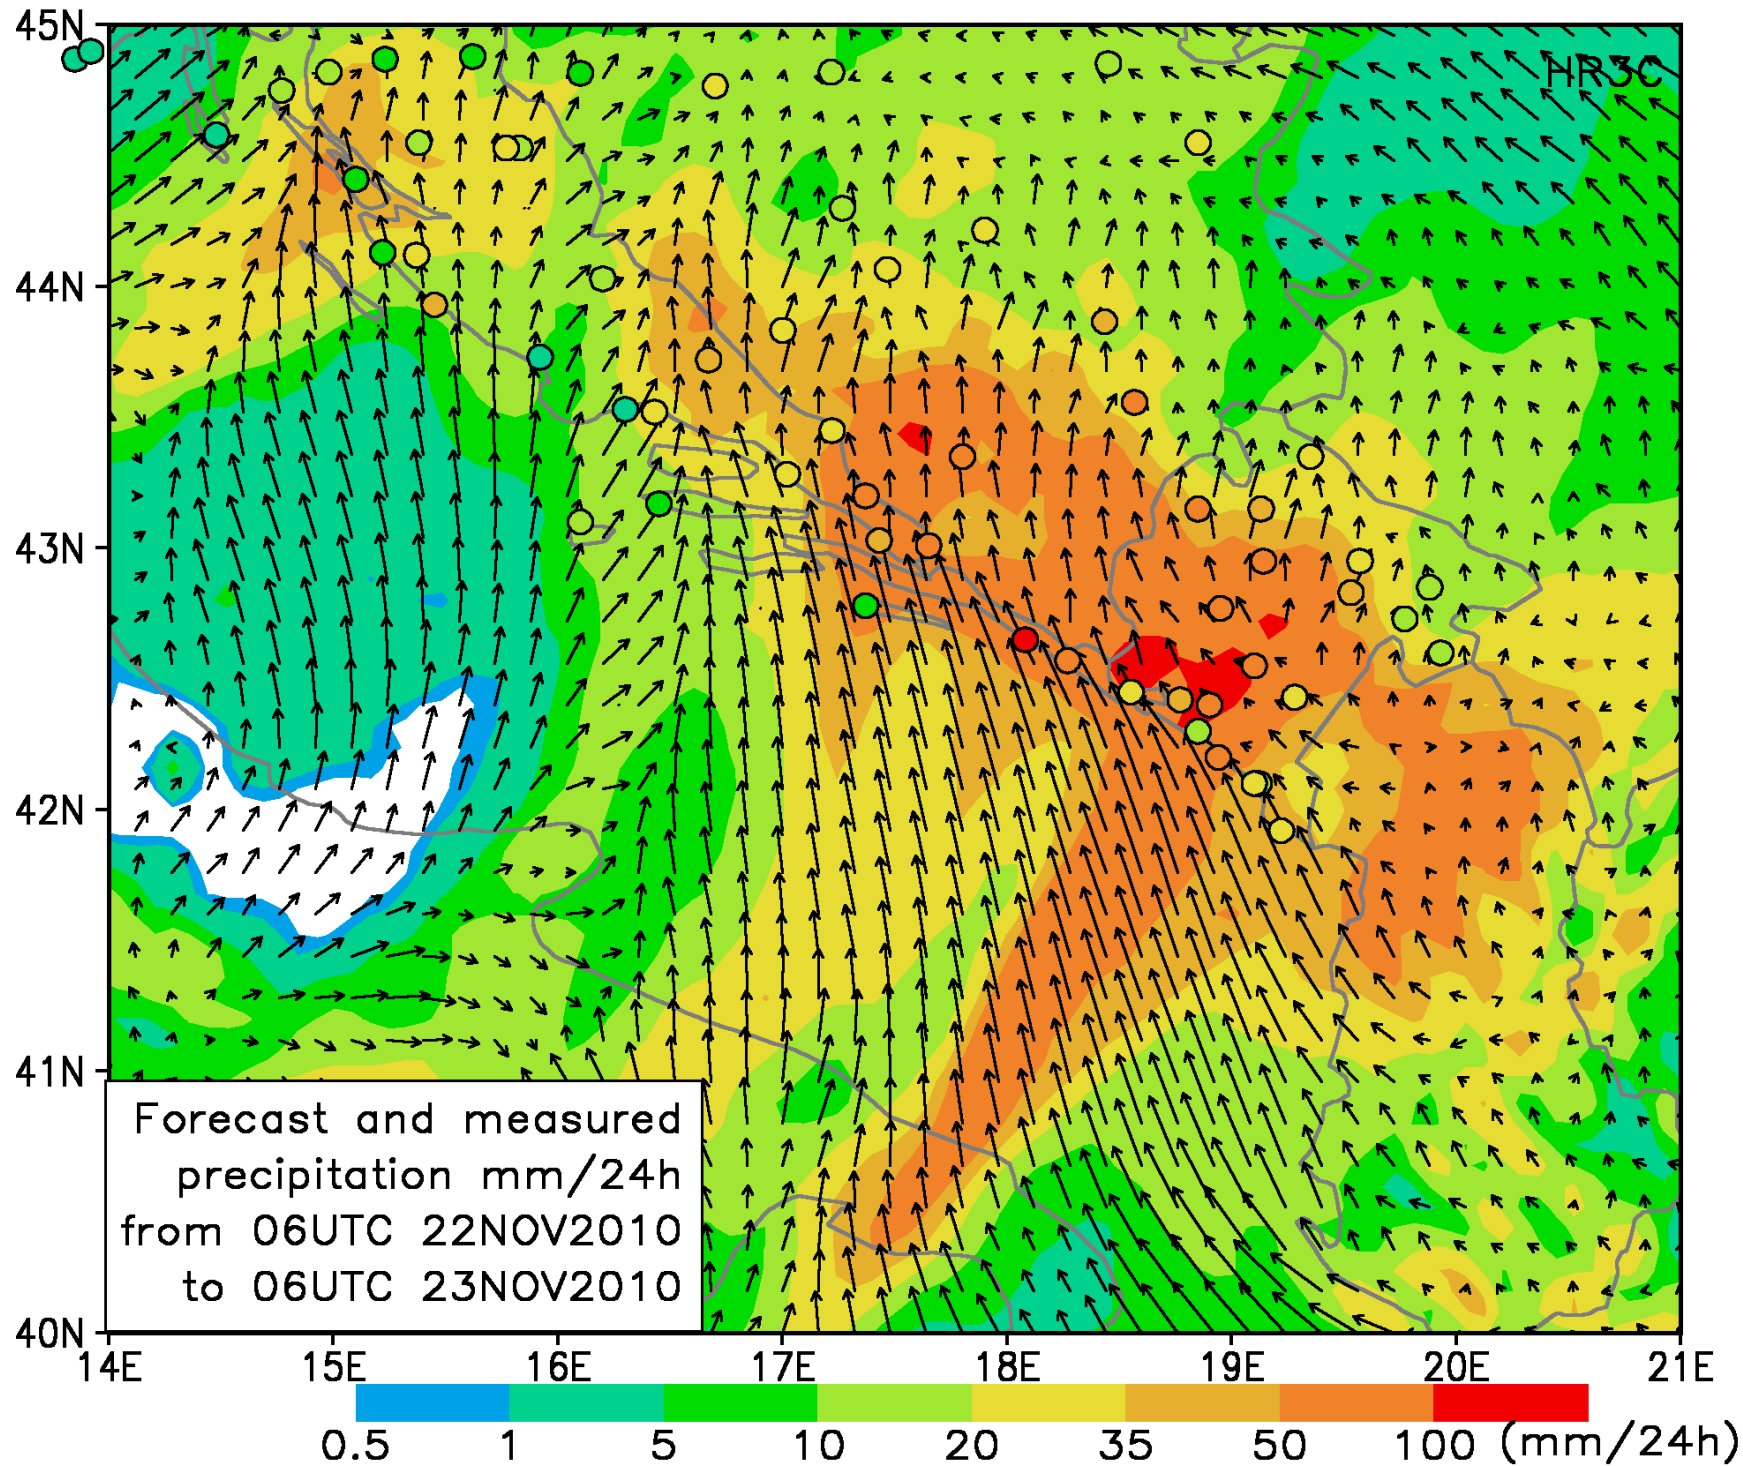 45N
HR3C
44N
43N
42N
41N
Forecast and measured
precipitation mm/24h
from 06UTC 22NOV2010
to 06UTC 23NOV2010
40N
14E 15E 16E 17E 18E 19E 20E 21E
0.5 1 5 10 20 35 50 100 (mm/24h)